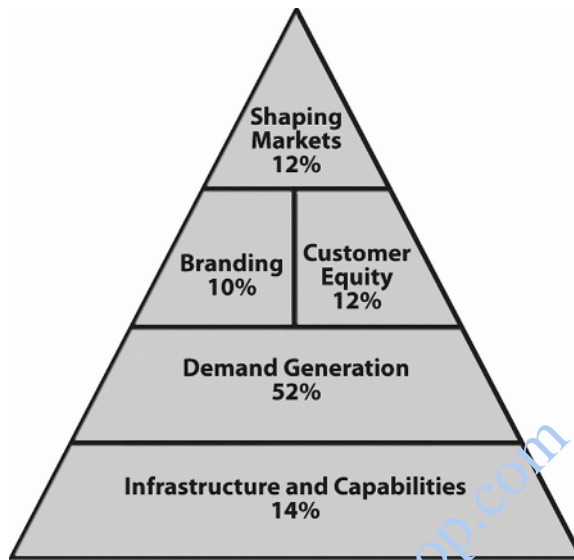 Shaping
Markets
12%
Branding
10%
Customer
Equity
12%
Demand Generation
52%
Infrastructure and Capabilities
14%